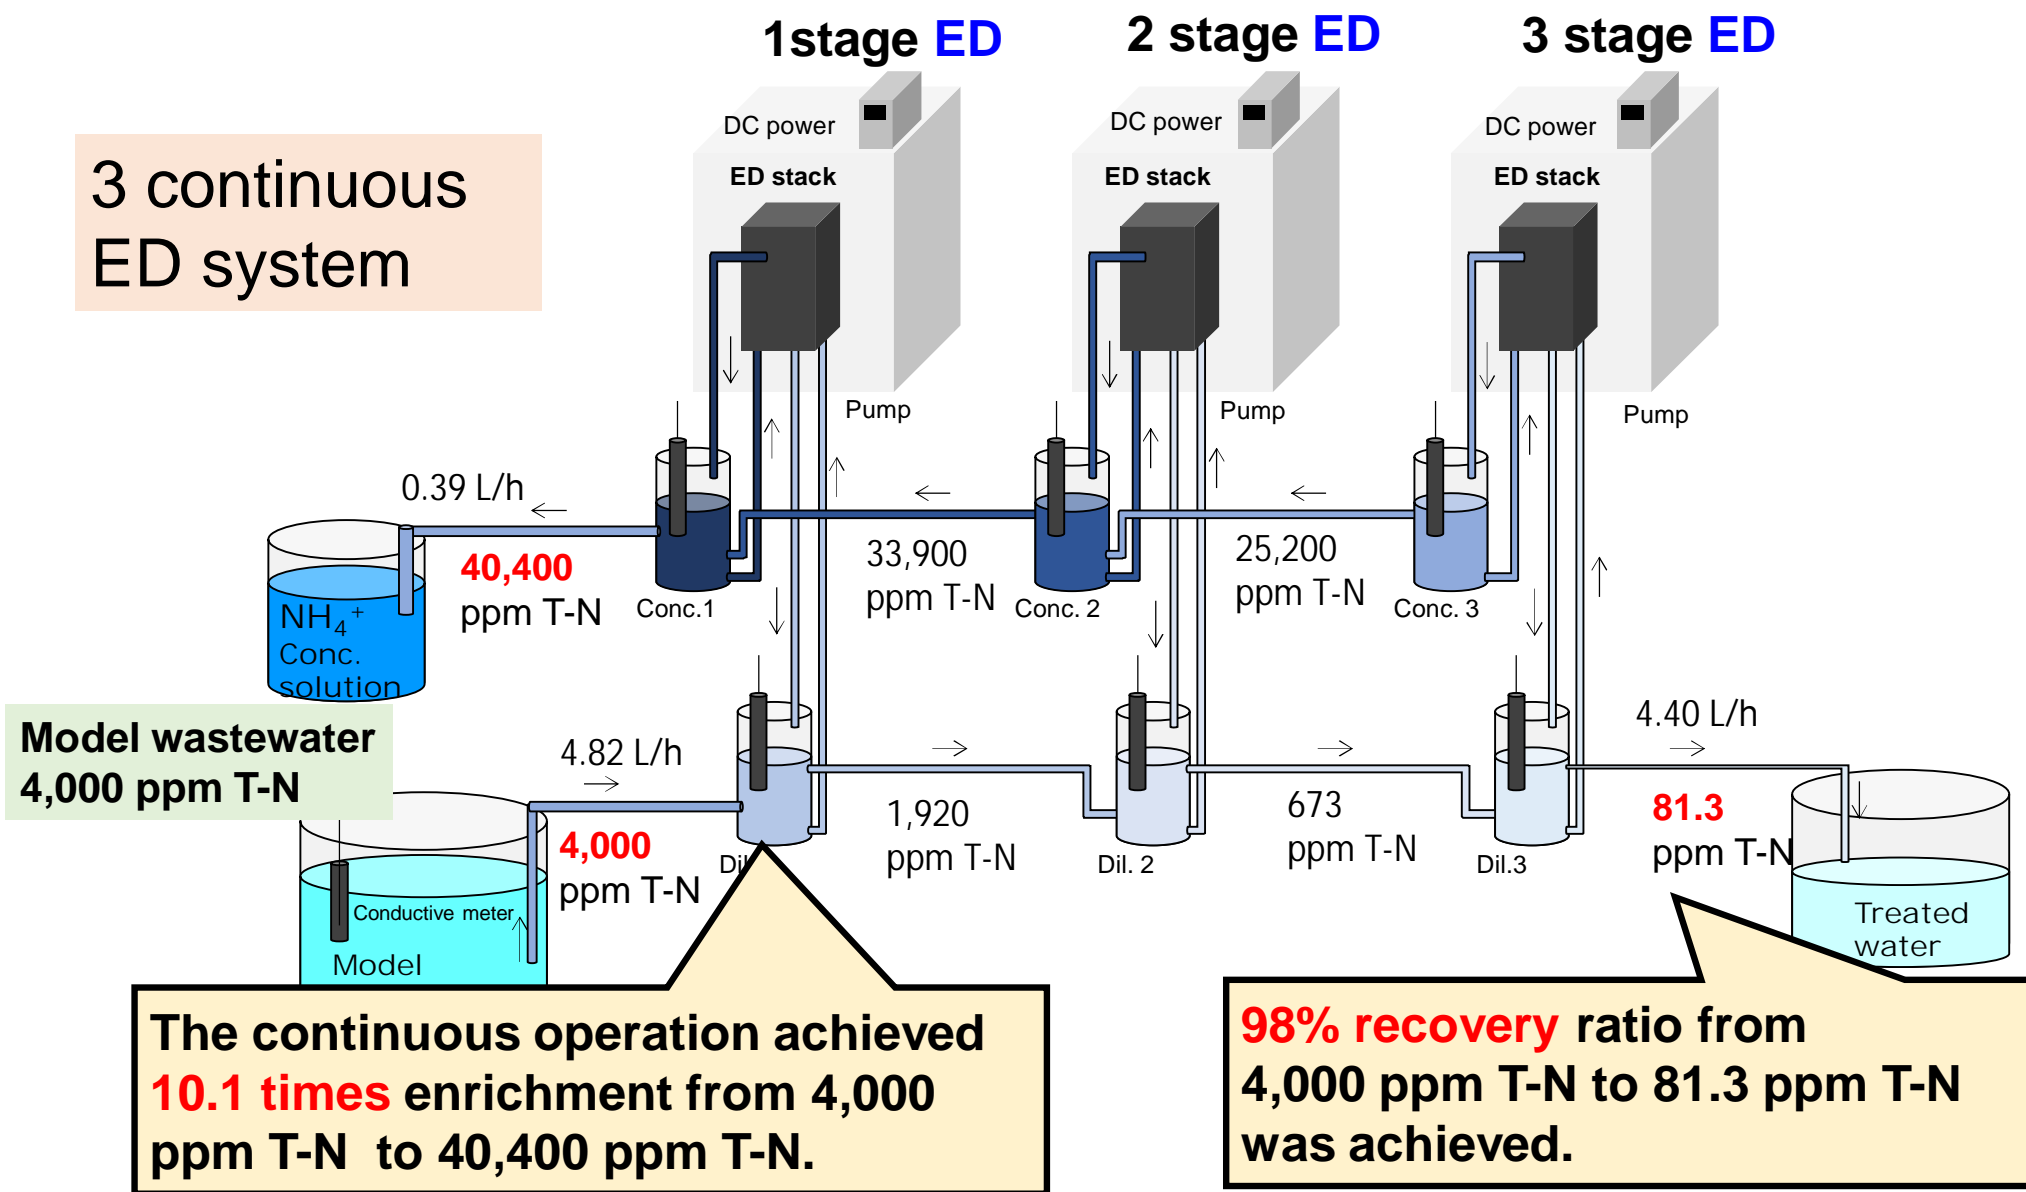 1stage ED
2 stage ED
3 stage ED
3 continuous
ED system
DC power
ED stack
DC power
ED stack
DC power
ED stack
Pump
Pump
Pump
0.39 L/h
40,400
ppm T-N
Conc.1
33,900
ppm T-N
Conc. 2
25,200
ppm T-N
Conc. 3
NH₄⁺
Conc.
solution
Model wastewater
4,000 ppm T-N
4.82 L/h
4,000
ppm T-N
1,920
ppm T-N
Dil. 2
673
ppm T-N
Dil.3
4.40 L/h
81.3
ppm T-N
Conductive meter
Model
Treated
water
The continuous operation achieved
10.1 times enrichment from 4,000
ppm T-N to 40,400 ppm T-N.
98% recovery ratio from
4,000 ppm T-N to 81.3 ppm T-N
was achieved.